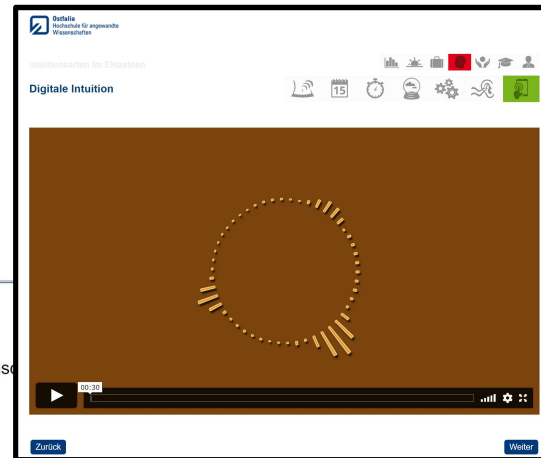 Ostfalia
Hochschule für angewandte
Wissenschaften
Intuitionsarten im Einzelnen
Digitale Intuition
15
00:30
Zurück
Weiter